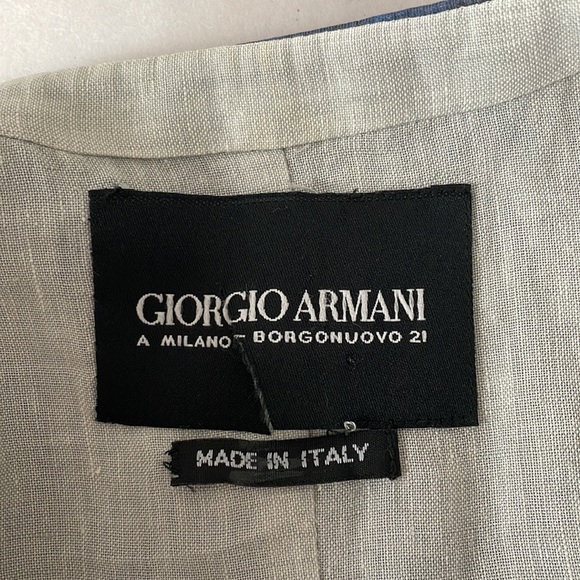 GIORGIO ARMANI
A MILANO - BORGONUOVO 21
MADE IN ITALY